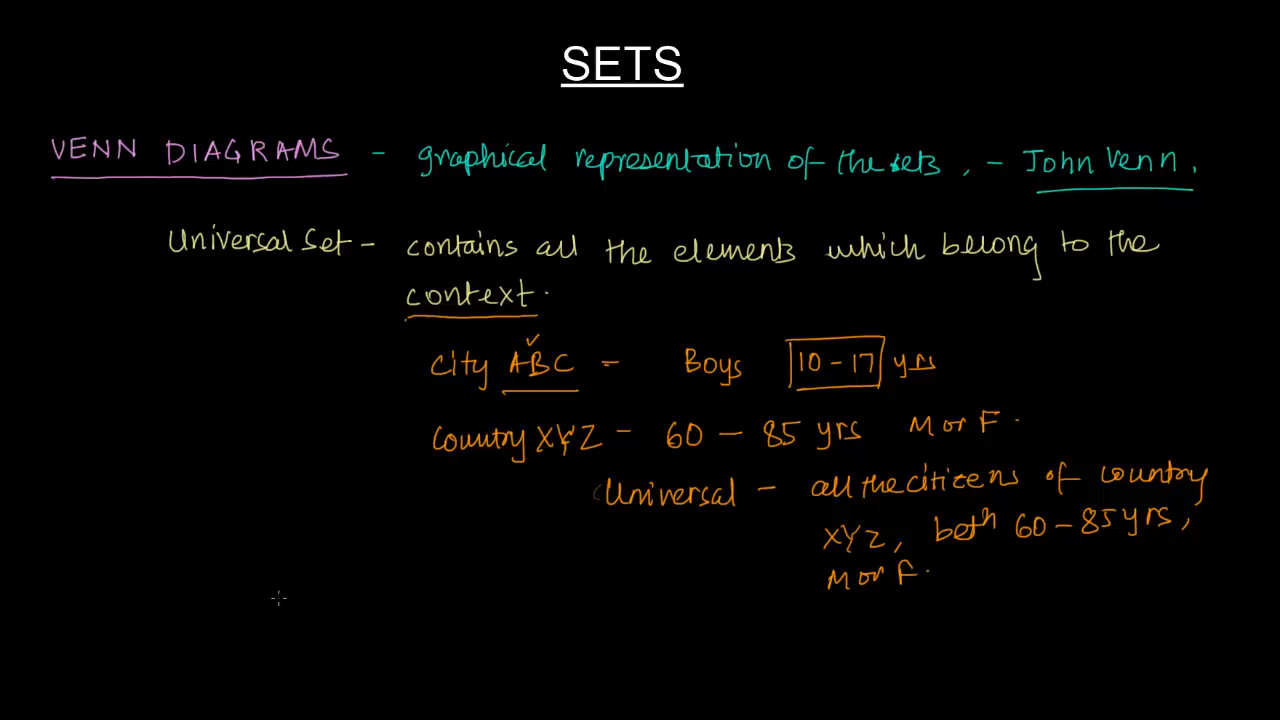 SETS
VENN DIAGRAMS - graphical representation of the sets, - John Venn.
Universal Set - contains all the elements which belong to the
context.
City ABC - Boys 10 - 17 yrs
Country XYZ - 60 - 85 yrs M or F.
Universal - all the citizens of country
XYZ, beth 60 - 85 yrs,
M or F.